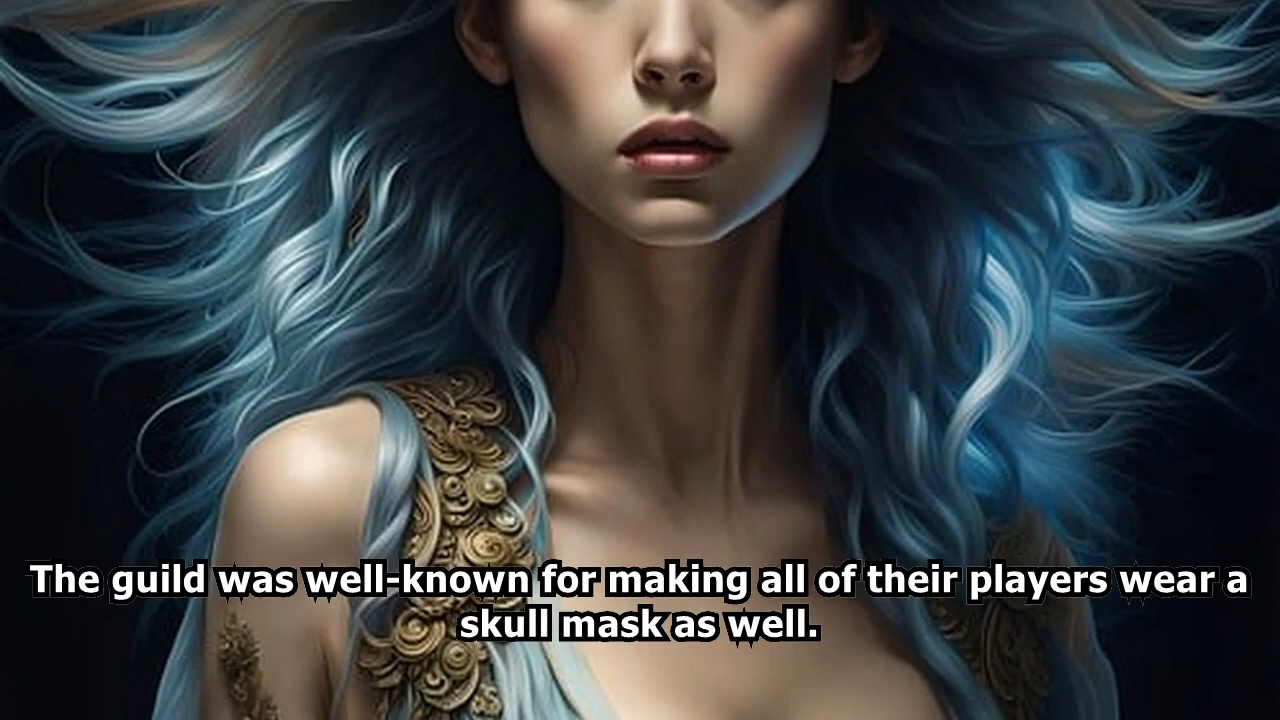 The guild was well-known for making all of their players wear a
skull mask as well.